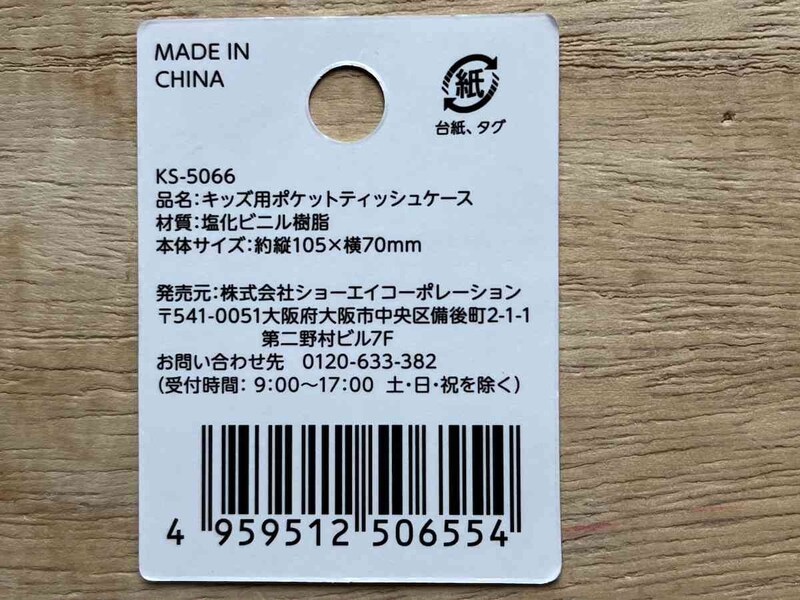 MADE IN
CHINA
紙
台紙、タグ
KS-5066
品名：キッズ用ポケットティッシュケース
材質：塩化ビニル樹脂
本体サイズ：約縦105×横70mm
発売元：株式会社ショーエイコーポレーション
〒541-0051大阪府大阪市中央区備後町2-1-1
第二野村ビル7F
お問い合わせ先　0120-633-382
（受付時間： 9:00〜17:00　土・日・祝を除く）
4 959512 506554